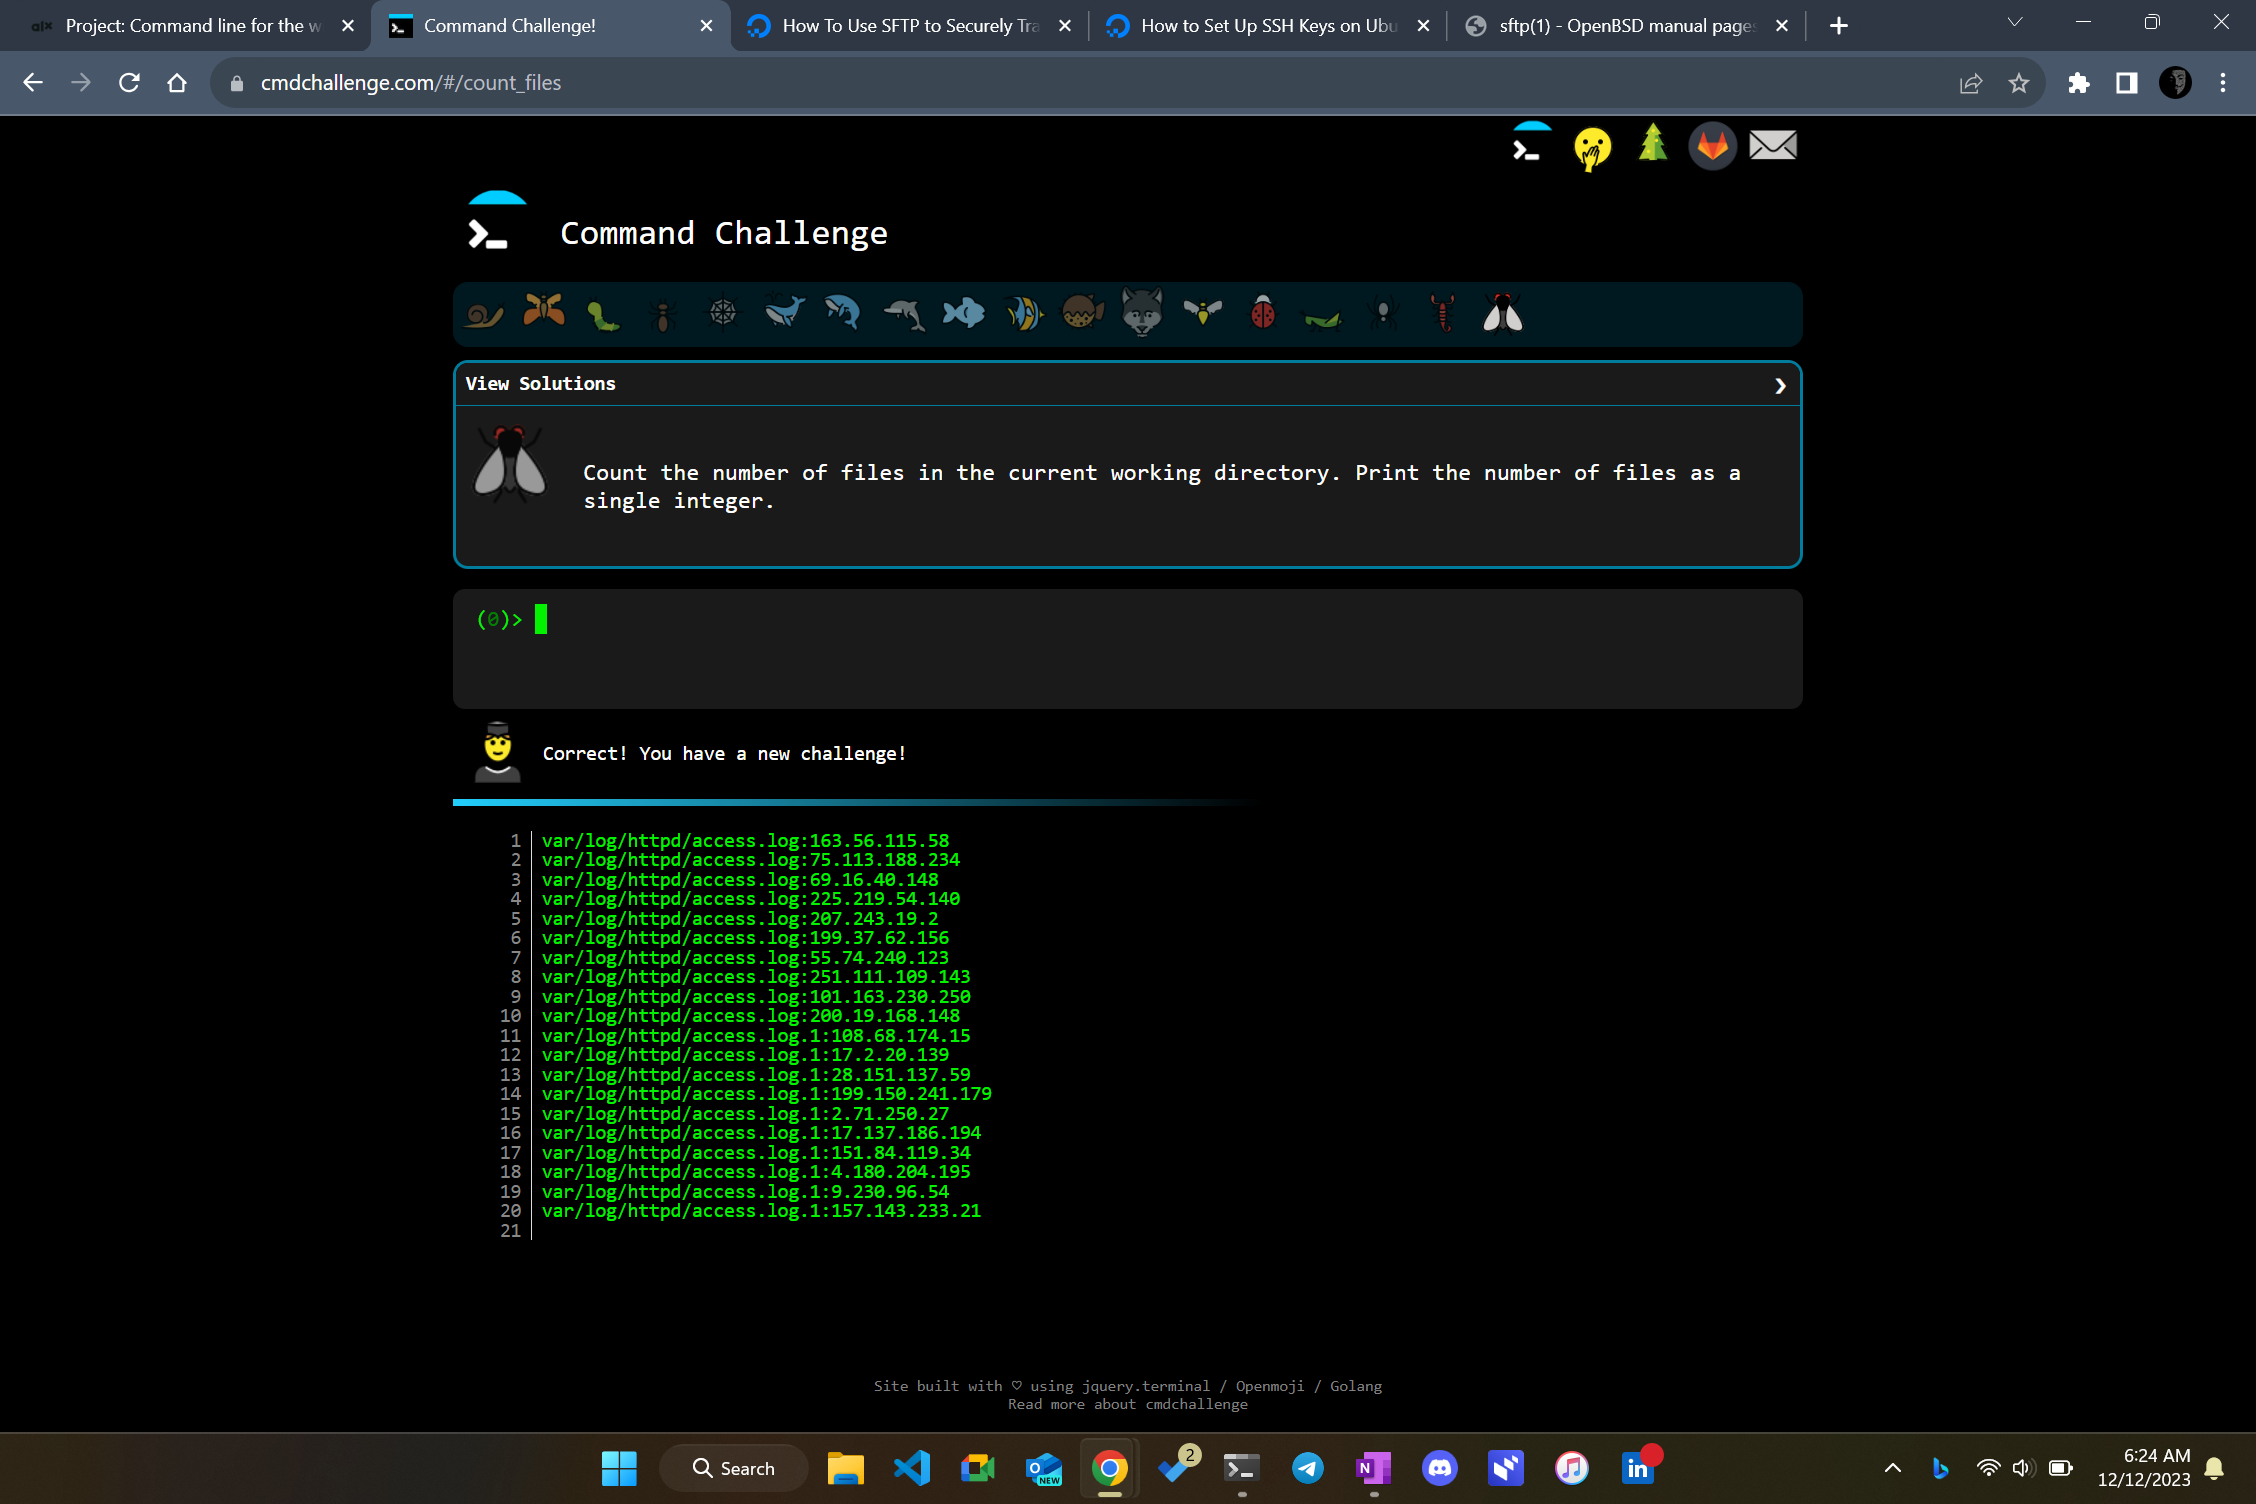 alx Project: Command line for the w
Command Challenge!
How To Use SFTP to Securely Tra
How to Set Up SSH Keys on Ubu
sftp(1) - OpenBSD manual pages
cmdchallenge.com/#/count_files
Command Challenge
View Solutions
Count the number of files in the current working directory. Print the number of files as a
single integer.
(0)>
Correct! You have a new challenge!
1 var/log/httpd/access.log:163.56.115.58
2 var/log/httpd/access.log:75.113.188.234
3 var/log/httpd/access.log:69.16.40.148
4 var/log/httpd/access.log:225.219.54.140
5 var/log/httpd/access.log:207.243.19.2
6 var/log/httpd/access.log:199.37.62.156
7 var/log/httpd/access.log:55.74.240.123
8 var/log/httpd/access.log:251.111.109.143
9 var/log/httpd/access.log:101.163.230.250
10 var/log/httpd/access.log:200.19.168.148
11 var/log/httpd/access.log.1:108.68.174.15
12 var/log/httpd/access.log.1:17.2.20.139
13 var/log/httpd/access.log.1:28.151.137.59
14 var/log/httpd/access.log.1:199.150.241.179
15 var/log/httpd/access.log.1:2.71.250.27
16 var/log/httpd/access.log.1:17.137.186.194
17 var/log/httpd/access.log.1:151.84.119.34
18 var/log/httpd/access.log.1:4.180.204.195
19 var/log/httpd/access.log.1:9.230.96.54
20 var/log/httpd/access.log.1:157.143.233.21
21
Site built with ♡ using jquery.terminal / Openmoji / Golang
Read more about cmdchallenge
Search
NEW
2
N
in
6:24 AM
12/12/2023